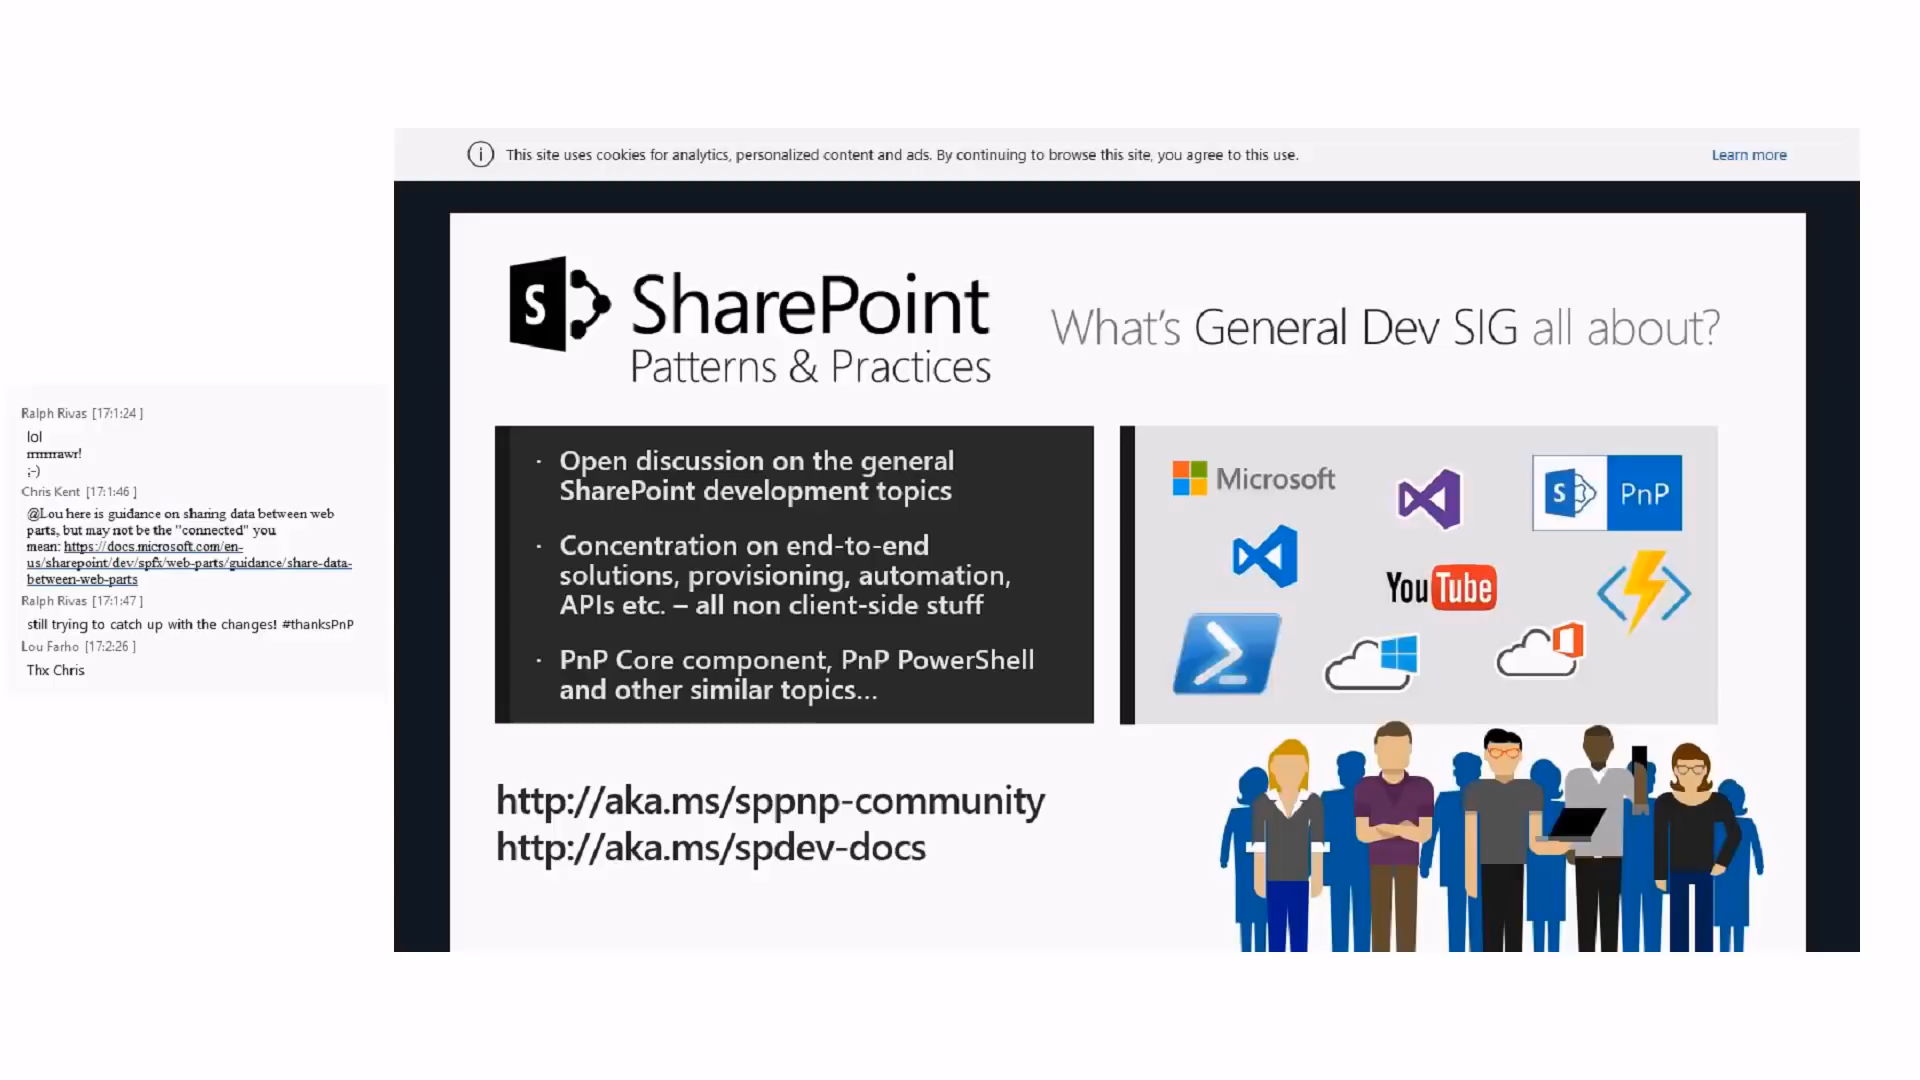 This site uses cookies for analytics, personalized content and ads. By continuing to browse this site, you agree to this use.
Learn more
S
SharePoint
Patterns & Practices
What's General Dev SIG all about?
Ralph Rivas [17:1:24 ]
lol
rrrrrrrawr!
;-)
Chris Kent [17:1:46 ]
@Lou here is guidance on sharing data between web
parts, but may not be the "connected" you
mean: https://docs.microsoft.com/en-
us/sharepoint/dev/spfx/web-parts/guidance/share-data-
between-web-parts
Ralph Rivas [17:1:47 ]
still trying to catch up with the changes! #thanksPnP
Lou Farho [17:2:26 ]
Thx Chris
· Open discussion on the general
SharePoint development topics
· Concentration on end-to-end
solutions, provisioning, automation,
APIs etc. – all non client-side stuff
· PnP Core component, PnP PowerShell
and other similar topics...
Microsoft
S PnP
YouTube
http://aka.ms/sppnp-community
http://aka.ms/spdev-docs